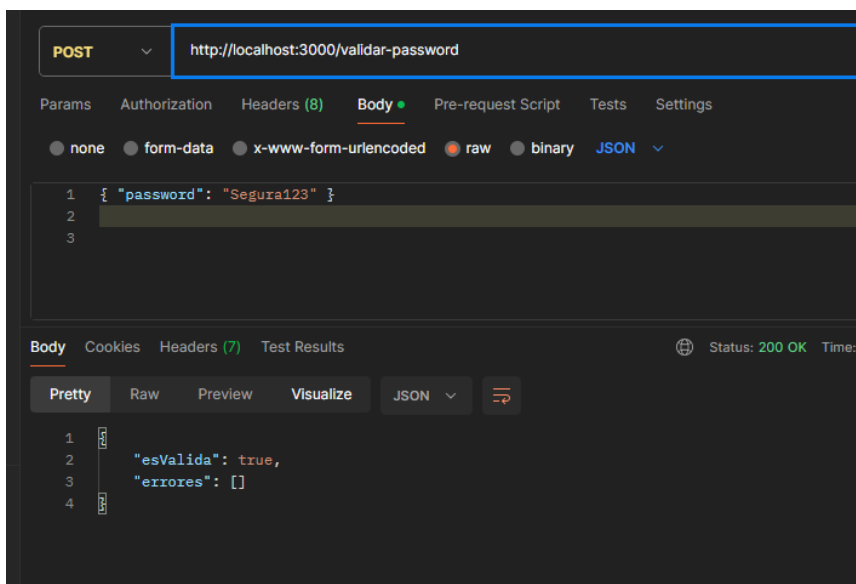 POST http://localhost:3000/validar-password
Params Authorization Headers (8) Body Pre-request Script Tests Settings
none form-data x-www-form-urlencoded raw binary JSON
1 { "password": "Segura123" }
2
3
Body Cookies Headers (7) Test Results Status: 200 OK Time:
Pretty Raw Preview Visualize JSON
1 {
2 "esValida": true,
3 "errores": []
4 }